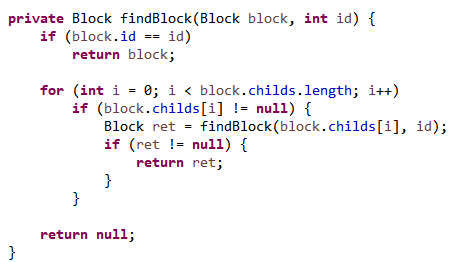 private Block findBlock(Block block, int id) {
    if (block.id == id)
        return block;

    for (int i = 0; i < block.childs.length; i++)
        if (block.childs[i] != null) {
            Block ret = findBlock(block.childs[i], id);
            if (ret != null) {
                return ret;
            }
        }

    return null;
}